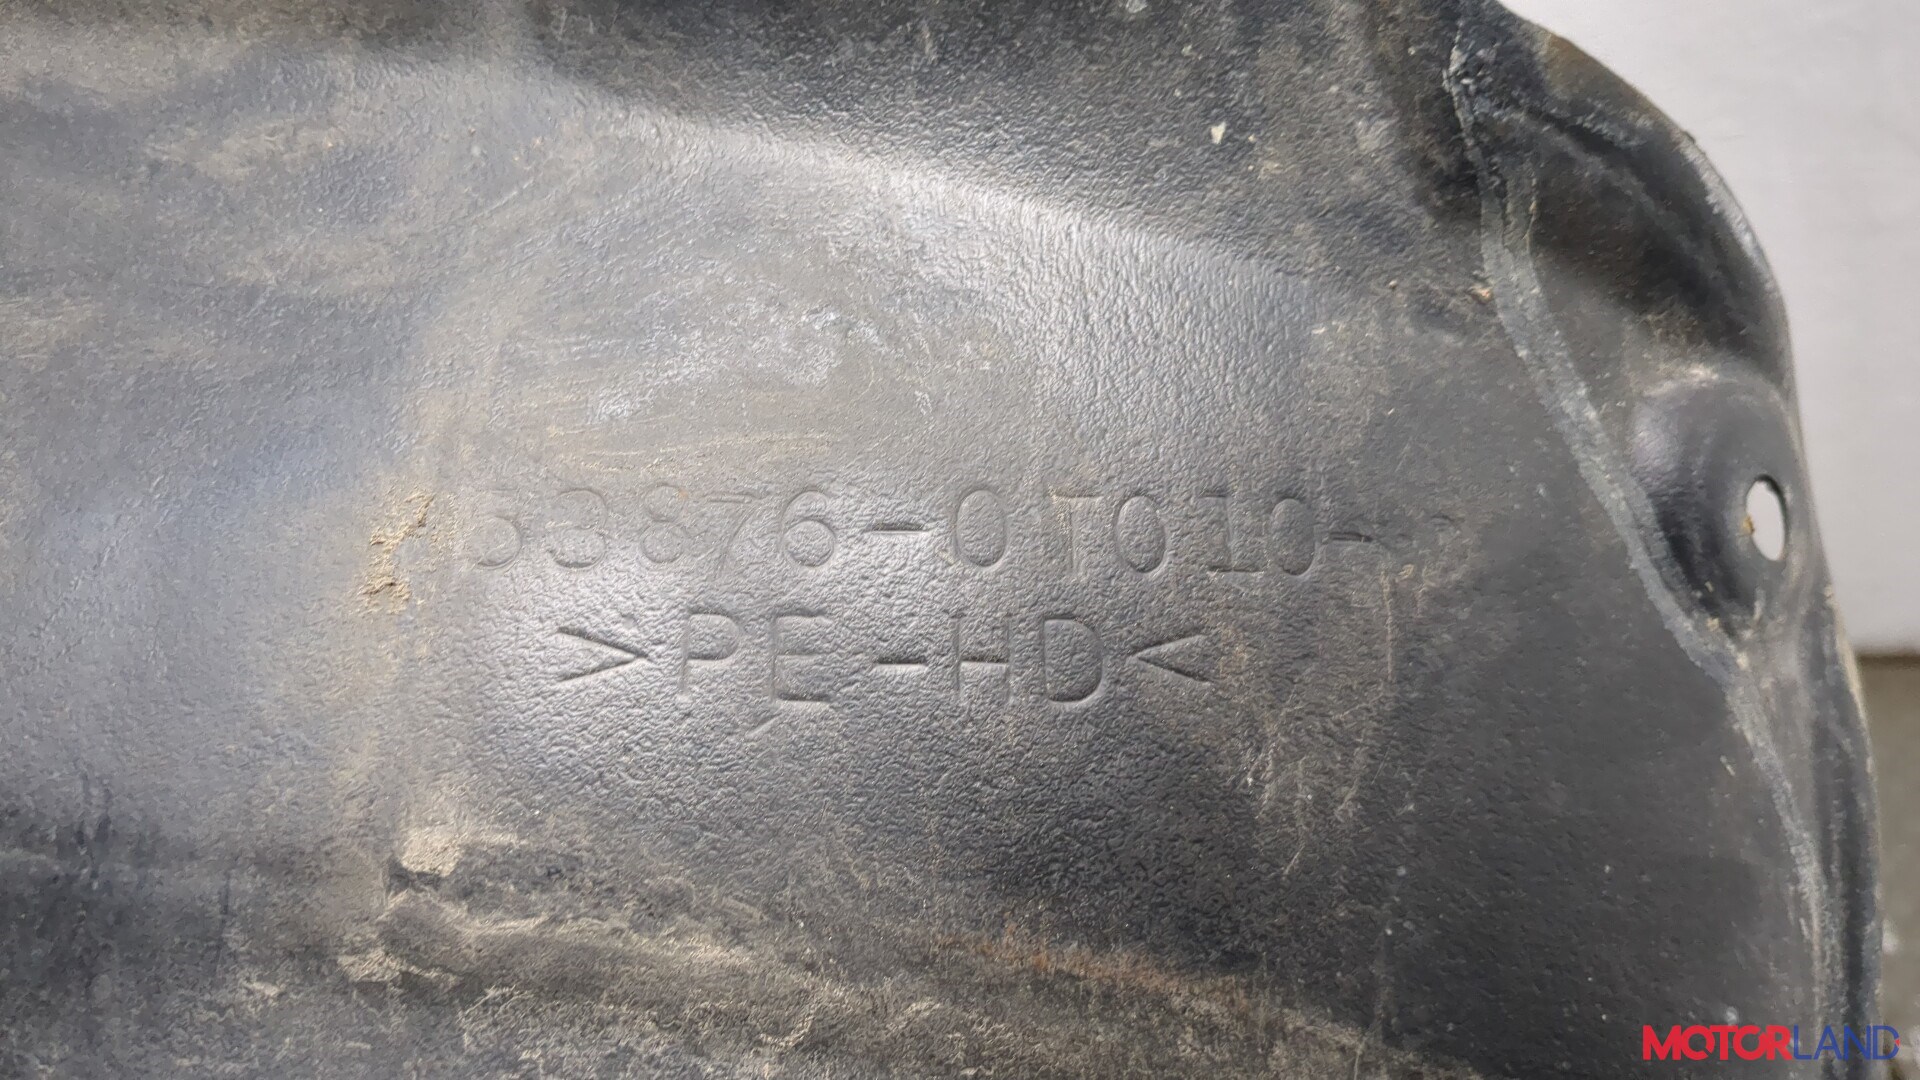 53876-0T010-
>PE-HD<
MOTORLAND